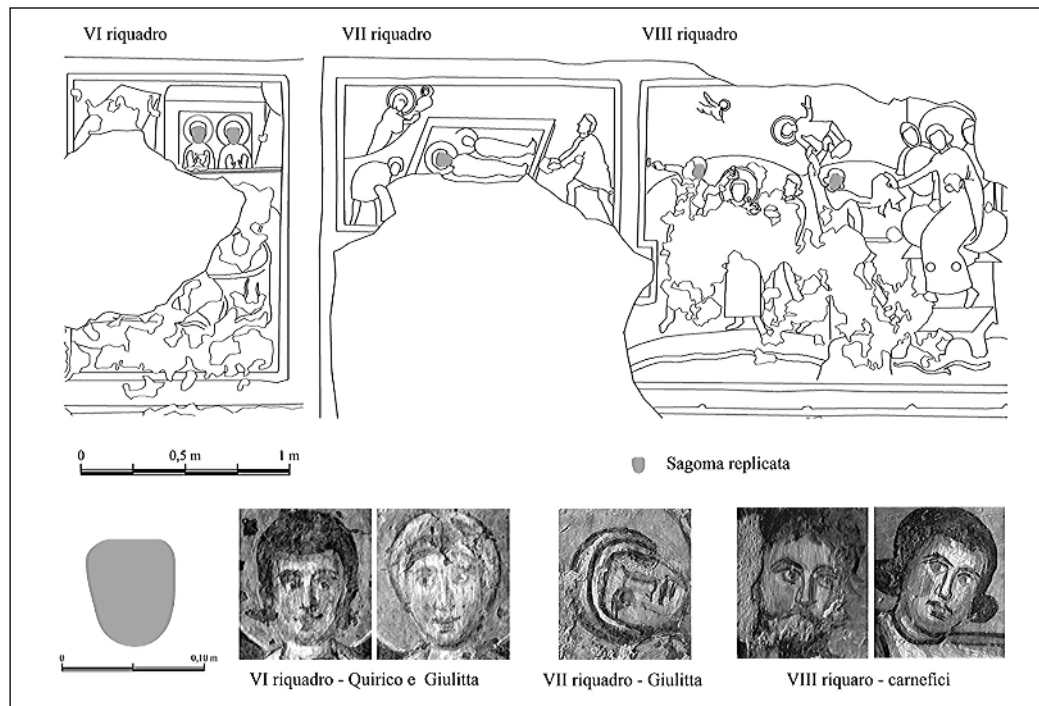 VI riquadro
VII riquadro
VIII riquadro
0 0,5 m 1 m
Sagoma replicata
0 0,10 m
VI riquadro - Quirico e Giulitta
VII riquadro - Giulitta
VIII riquaro - carnefici